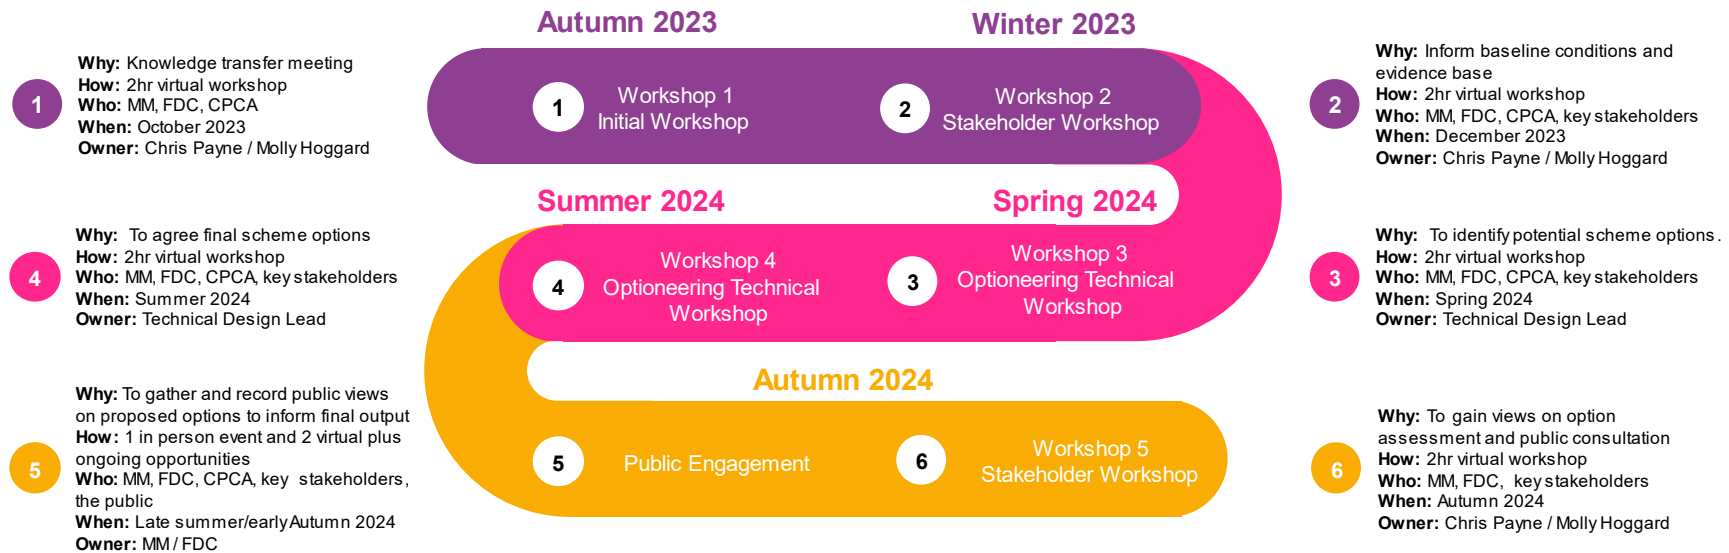 Autumn 2023
Winter 2023
1
Why: Knowledge transfer meeting
How: 2hr virtual workshop
Who: MM, FDC, CPCA
When: October 2023
Owner: Chris Payne / Molly Hoggard
1
Workshop 1
Initial Workshop
2
Workshop 2
Stakeholder Workshop
2
Why: Inform baseline conditions and
evidence base
How: 2hr virtual workshop
Who: MM, FDC, CPCA, key stakeholders
When: December 2023
Owner: Chris Payne / Molly Hoggard
Summer 2024
Spring 2024
4
Why: To agree final scheme options
How: 2hr virtual workshop
Who: MM, FDC, CPCA, key stakeholders
When: Summer 2024
Owner: Technical Design Lead
4
Workshop 4
Optioneering Technical
Workshop
3
Workshop 3
Optioneering Technical
Workshop
3
Why: To identify potential scheme options.
How: 2hr virtual workshop
Who: MM, FDC, CPCA, key stakeholders
When: Spring 2024
Owner: Technical Design Lead
Autumn 2024
5
Why: To gather and record public views
on proposed options to inform final output
How: 1 in person event and 2 virtual plus
ongoing opportunities
Who: MM, FDC, CPCA, key stakeholders,
the public
When: Late summer/early Autumn 2024
Owner: MM / FDC
5
Public Engagement
6
Workshop 5
Stakeholder Workshop
6
Why: To gain views on option
assessment and public consultation
How: 2hr virtual workshop
Who: MM, FDC, key stakeholders
When: Autumn 2024
Owner: Chris Payne / Molly Hoggard